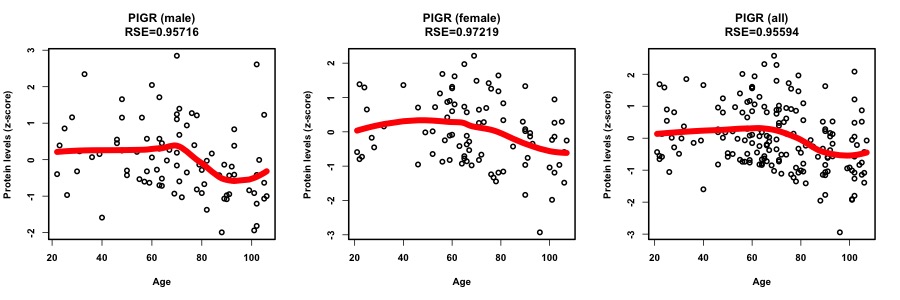 PIGR (male)
RSE=0.95716
Protein levels (z-score)
3
2
1
0
-1
-2
20
40
60
80
100
Age
PIGR (female)
RSE=0.97219
Protein levels (z-score)
2
1
0
-1
-2
-3
20
40
60
80
100
Age
PIGR (all)
RSE=0.95594
Protein levels (z-score)
2
1
0
-1
-2
-3
20
40
60
80
100
Age